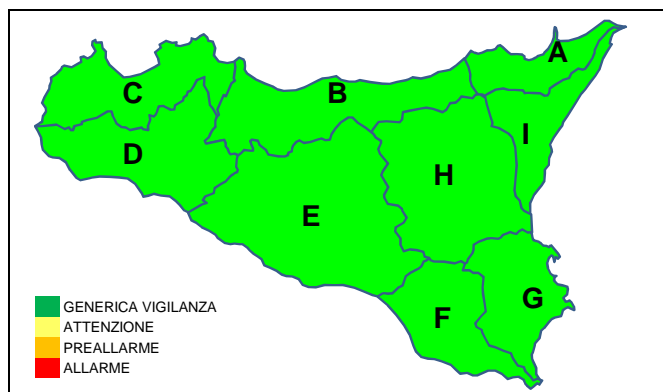 A
B
C
I
D
H
E
G
F
GENERICA VIGILANZA
ATTENZIONE
PREALLARME
ALLARME